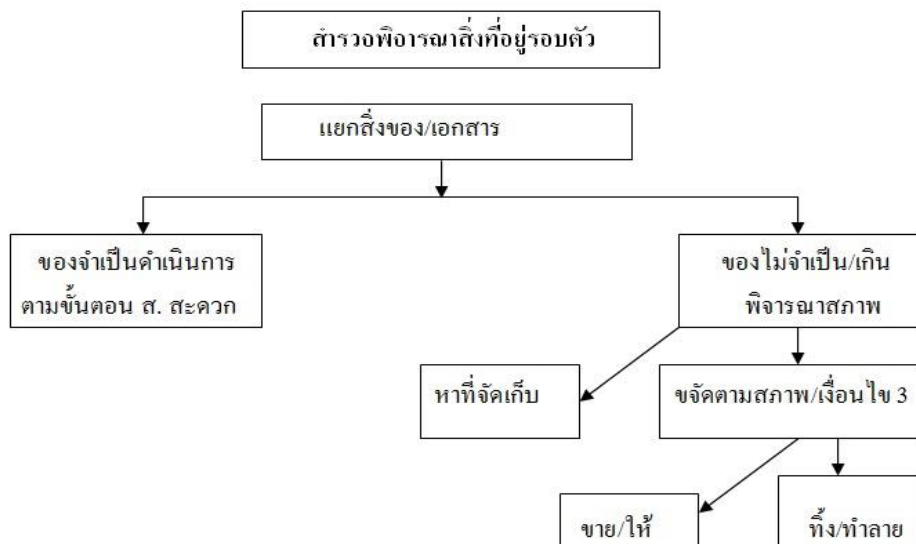 สำรวจพิจารณาสิ่งที่อยู่รอบตัว
แยกสิ่งของ/เอกสาร
ของจำเป็นดำเนินการ
ตามขั้นตอน ส. สะดวก
ของไม่จำเป็น/เกิน
พิจารณาสภาพ
หาที่จัดเก็บ
ขจัดตามสภาพ/เงื่อนไข 3
ขาย/ให้
ทิ้ง/ทำลาย